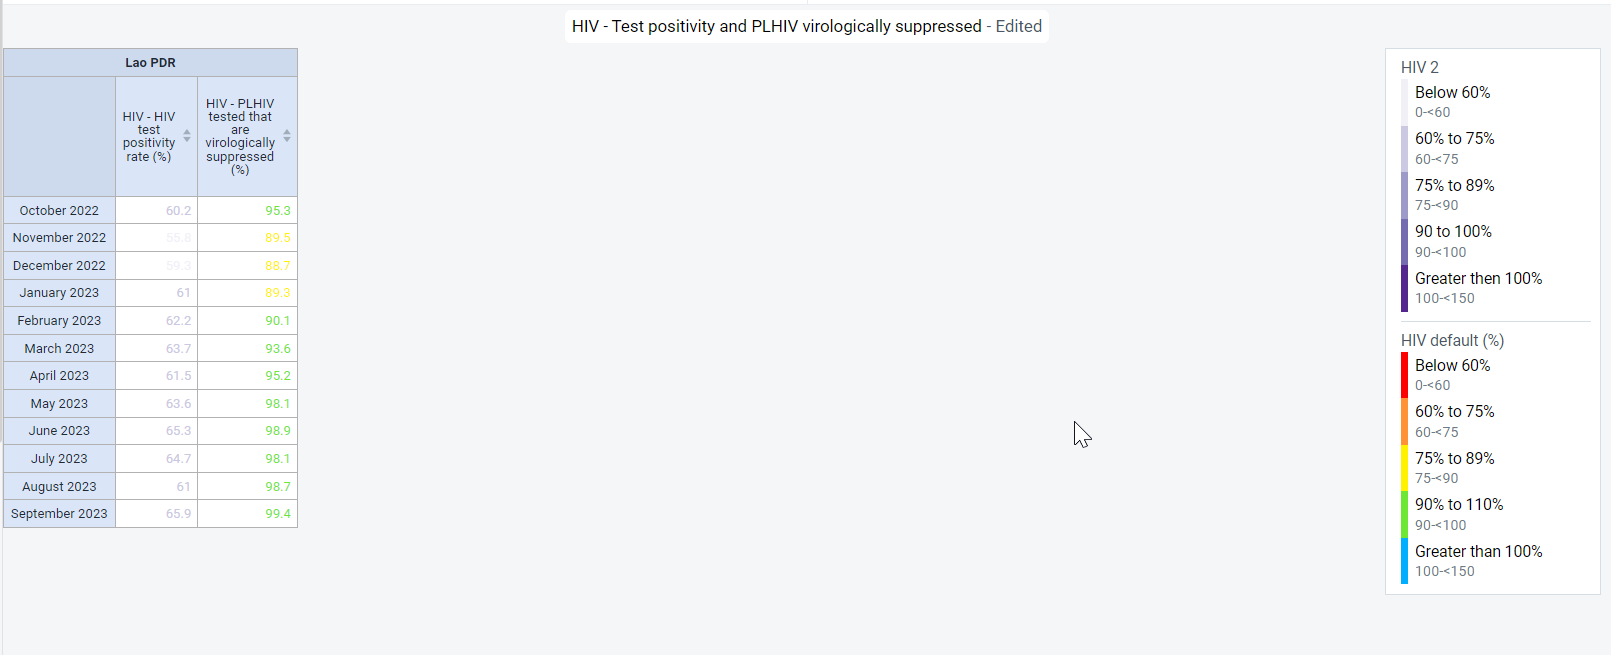 HIV - Test positivity and PLHIV virologically suppressed - Edited
Lao PDR
HIV - HIV
test
positivity
rate (%)
HIV - PLHIV
tested that
are
virologically
suppressed
(%)
October 2022 60.2 95.3
November 2022 55.8 89.5
December 2022 59.3 88.7
January 2023 61 89.3
February 2023 62.2 90.1
March 2023 63.7 93.6
April 2023 61.5 95.2
May 2023 63.6 98.1
June 2023 65.3 98.9
July 2023 64.7 98.1
August 2023 61 98.7
September 2023 65.9 99.4
HIV 2
Below 60%
0-<60
60% to 75%
60-<75
75% to 89%
75-<90
90 to 100%
90-<100
Greater then 100%
100-<150
HIV default (%)
Below 60%
0-<60
60% to 75%
60-<75
75% to 89%
75-<90
90% to 110%
90-<100
Greater than 100%
100-<150